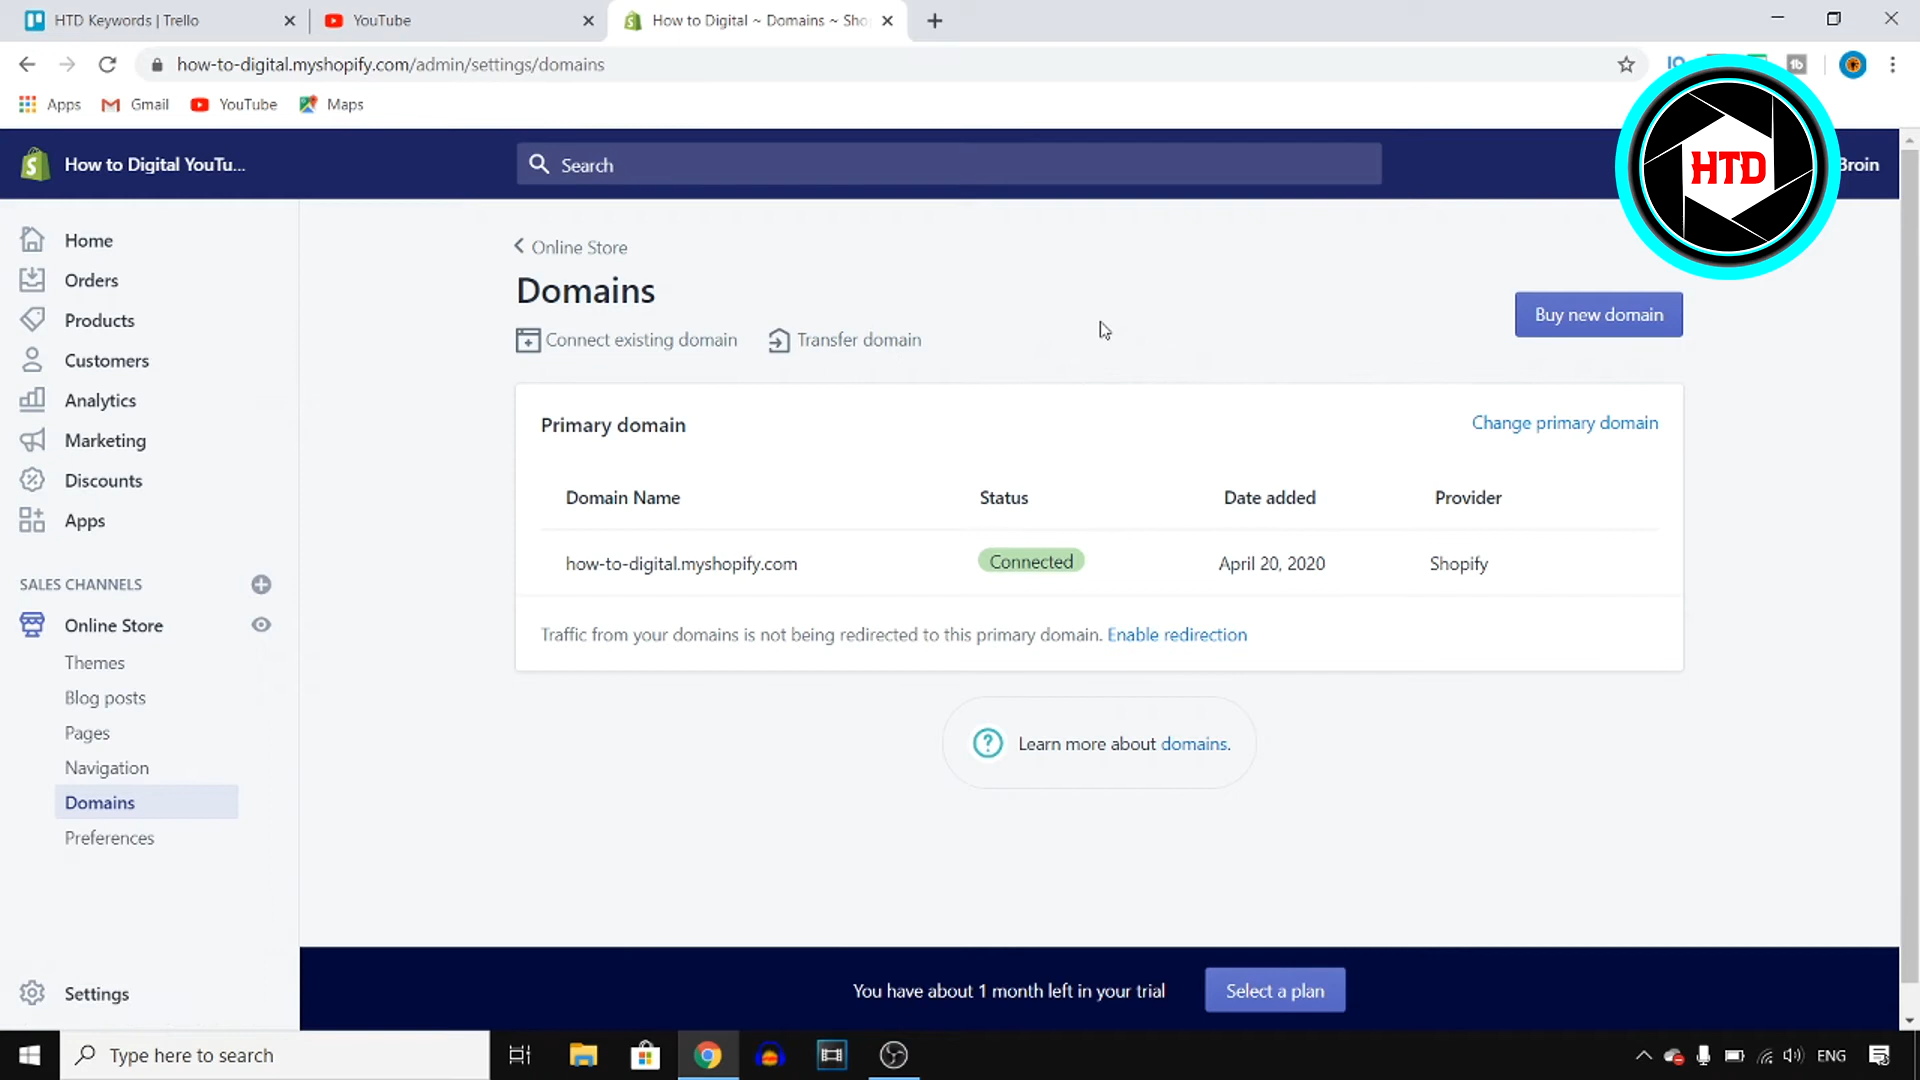 HTD Keywords | Trello
YouTube
How to Digital ~ Domains ~ Sho
how-to-digital.myshopify.com/admin/settings/domains
Apps
Gmail
YouTube
Maps
How to Digital YouTu...
Search
HTD
Broin
Home
Orders
Products
Customers
Analytics
Marketing
Discounts
Apps
SALES CHANNELS
Online Store
Themes
Blog posts
Pages
Navigation
Domains
Preferences
Settings
Online Store
Domains
Connect existing domain
Transfer domain
Buy new domain
Primary domain
Change primary domain
Domain Name
Status
Date added
Provider
how-to-digital.myshopify.com
Connected
April 20, 2020
Shopify
Traffic from your domains is not being redirected to this primary domain. Enable redirection
Learn more about domains.
You have about 1 month left in your trial
Select a plan
Type here to search
ENG